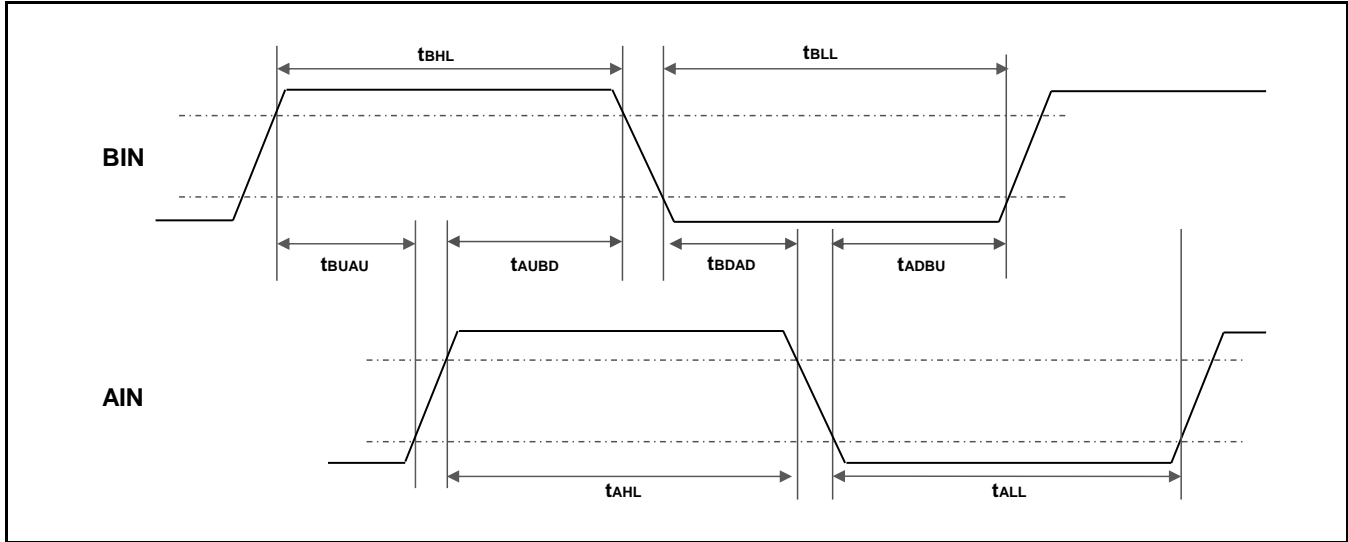 tBHL
tBLL
BIN
tBUAU
tAUBD
tBDAD
tADBU
AIN
tAHL
tALL